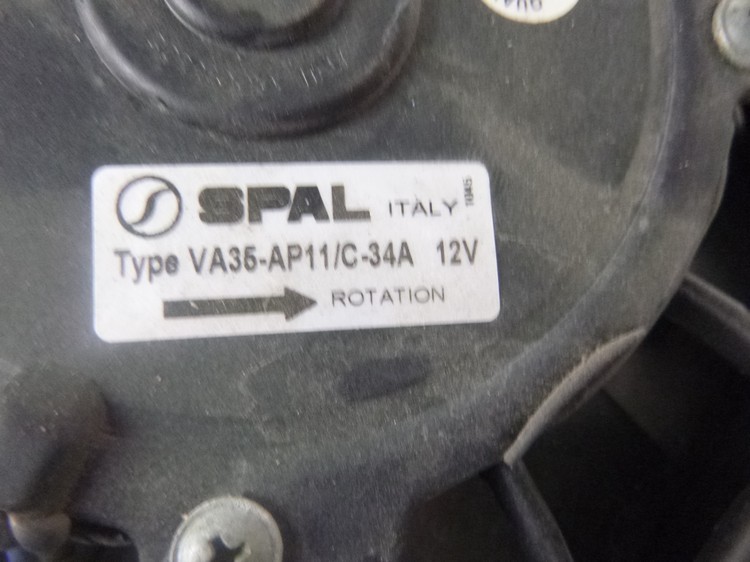 SPAL ITALY
Type VA35-AP11/C-34A 12V
ROTATION